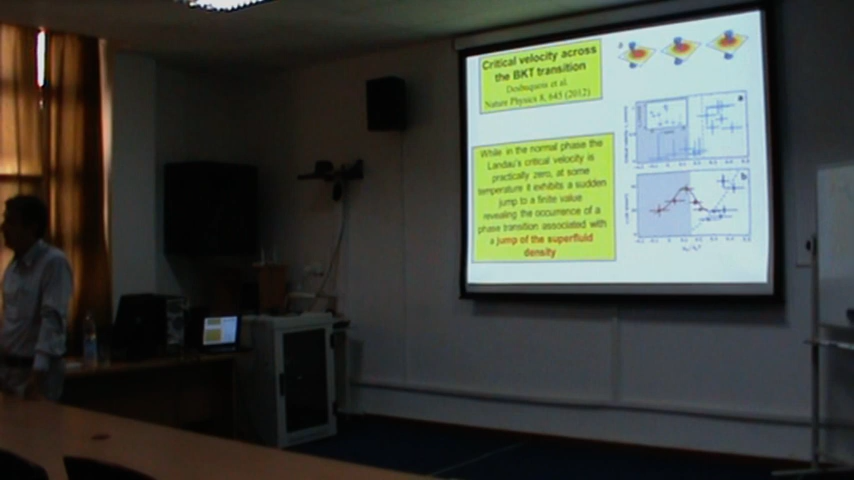 Critical velocity across
the BKT transition
Desbuquois et al.
Nature Physics 8, 645 (2012)
While in the normal phase the
Landau's critical velocity is
practically zero, at some
temperature it exhibits a sudden
jump to a finite value
revealing the occurrence of a
phase transition associated with
a jump of the superfluid
density
a
b